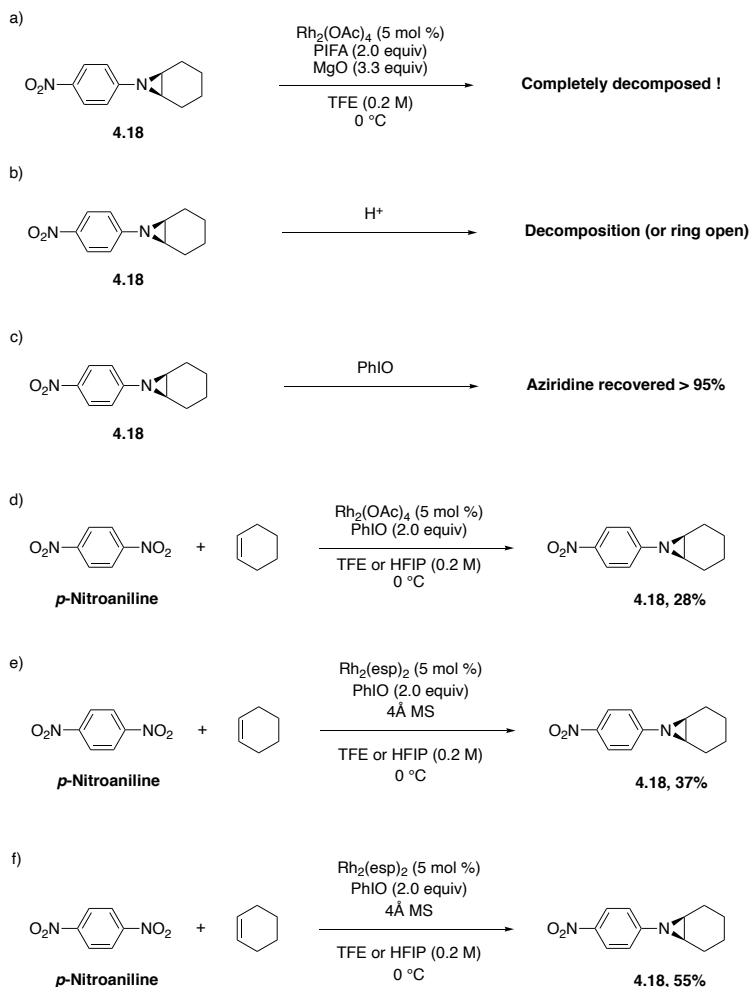 a)
Rh2(OAc)4 (5 mol %)
PIFA (2.0 equiv)
MgO (3.3 equiv)
O2N
N
TFE (0.2 M)
0 °C
Completely decomposed !
4.18
b)
H+
O2N
N
Decomposition (or ring open)
4.18
c)
PhIO
O2N
N
Aziridine recovered > 95%
4.18
d)
Rh2(OAc)4 (5 mol %)
PhIO (2.0 equiv)
O2N
NO2
+
TFE or HFIP (0.2 M)
0 °C
O2N
N
p-Nitroaniline
4.18, 28%
e)
Rh2(esp)2 (5 mol %)
PhIO (2.0 equiv)
4Å MS
O2N
NO2
+
TFE or HFIP (0.2 M)
0 °C
O2N
N
p-Nitroaniline
4.18, 37%
f)
Rh2(esp)2 (5 mol %)
PhIO (2.0 equiv)
4Å MS
O2N
NO2
+
TFE or HFIP (0.2 M)
0 °C
O2N
N
p-Nitroaniline
4.18, 55%